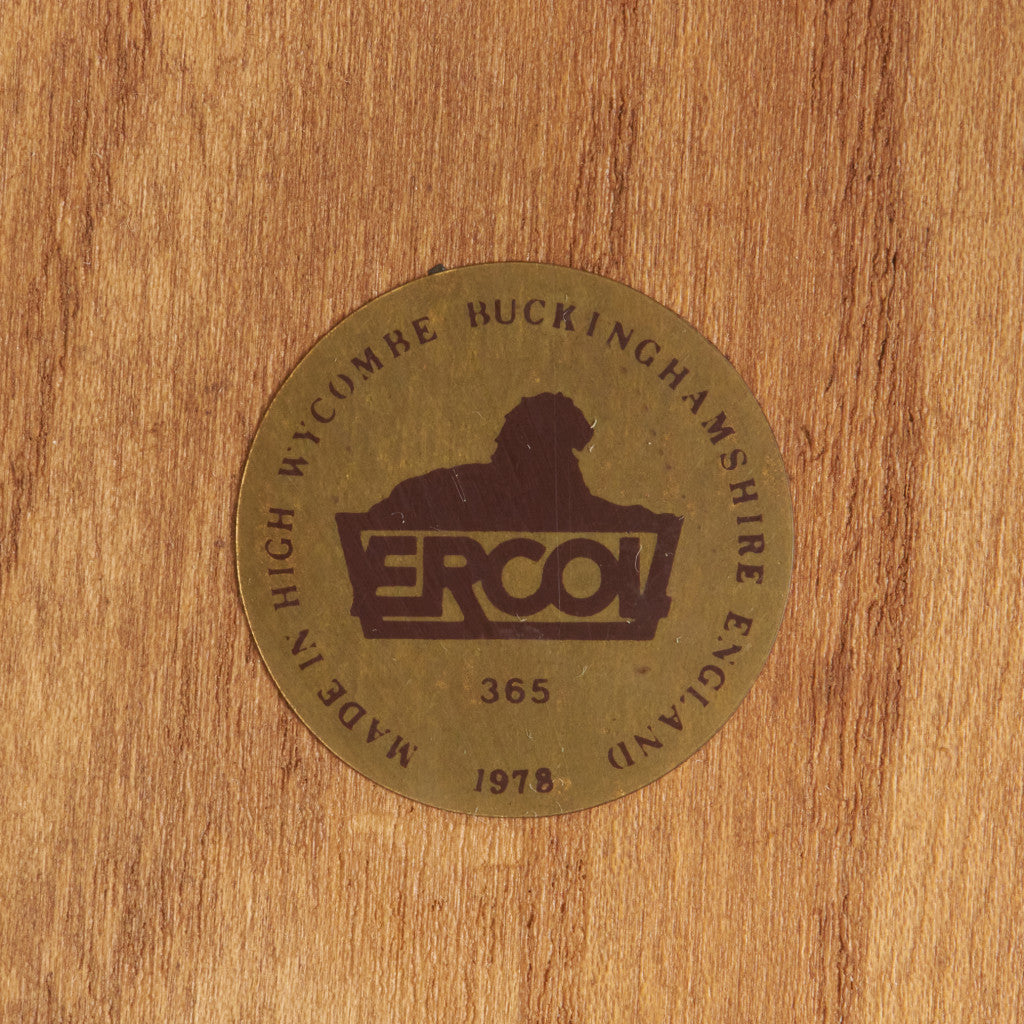 MADE IN HIGH WYCOMBE BUCKINGHAMSHIRE ENGLAND
ERCOL
365
1978